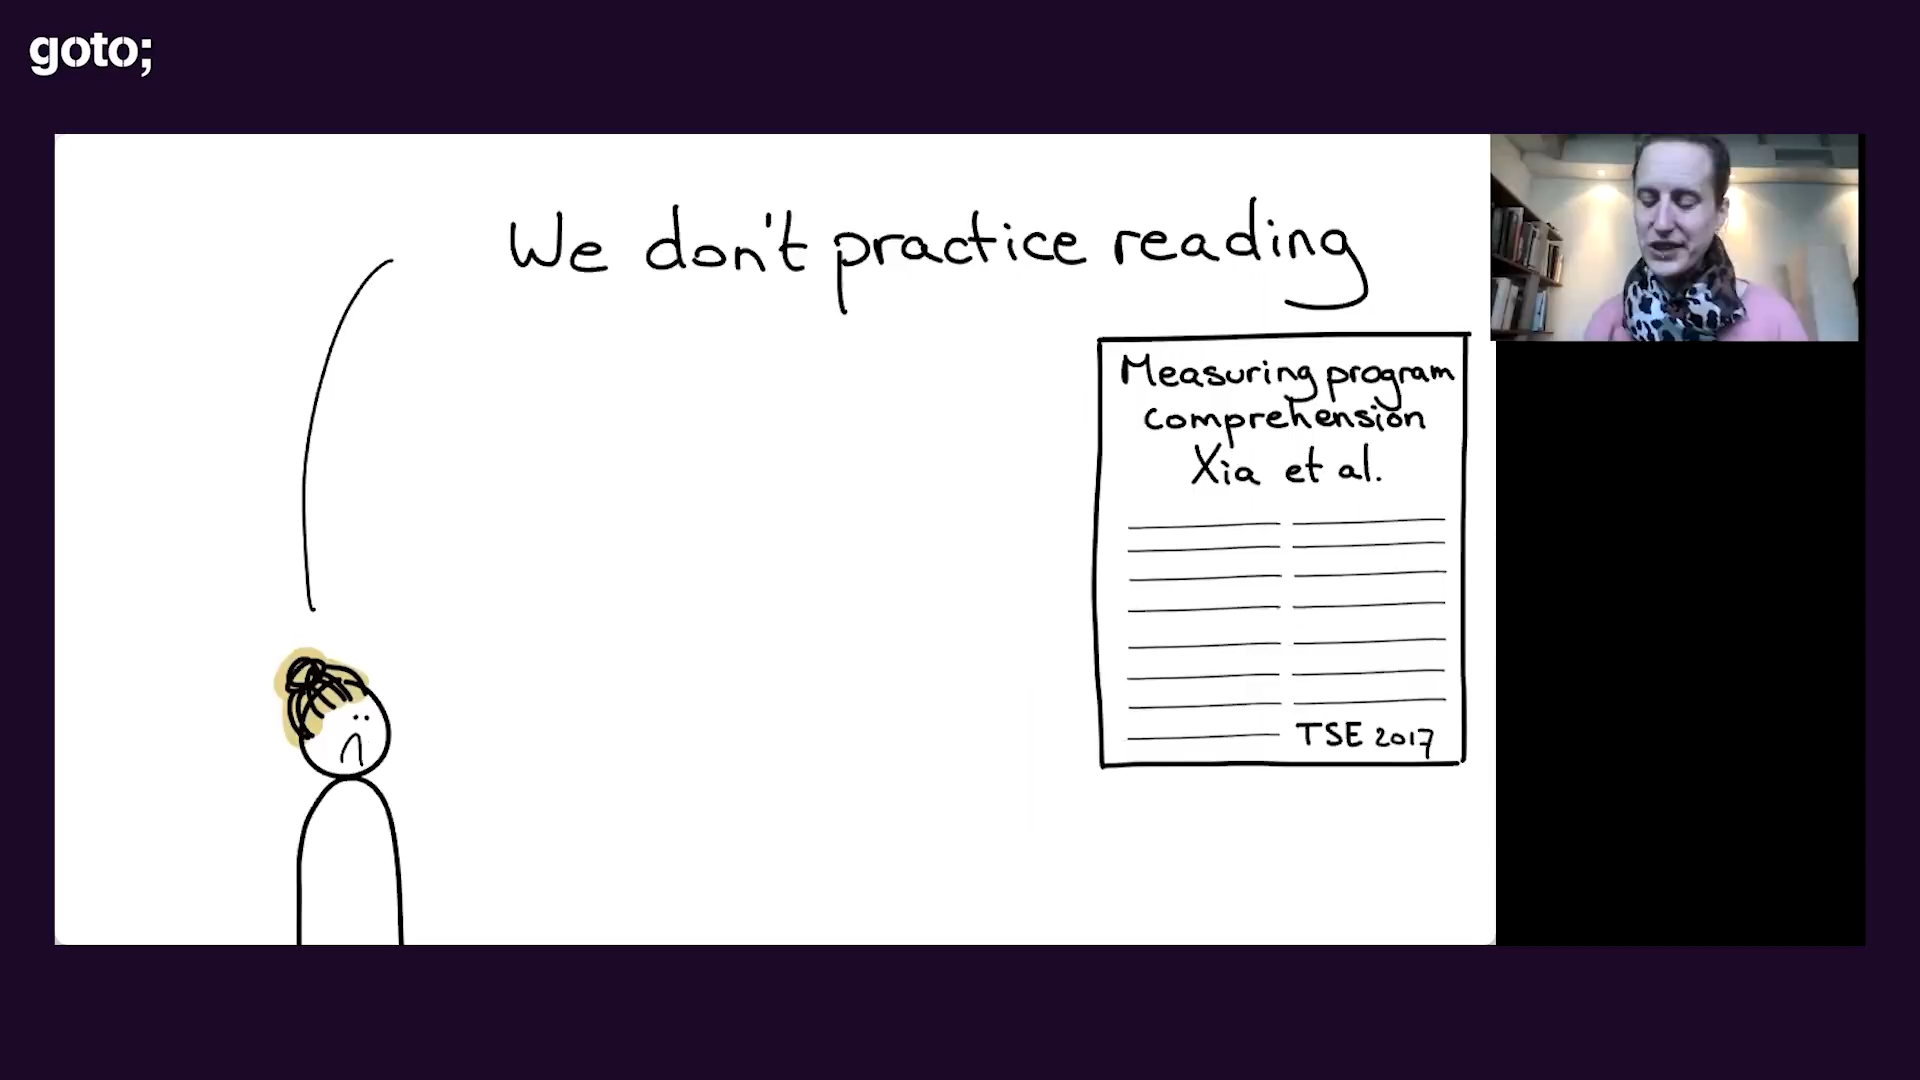 goto;
We don't practice reading
Measuring program
comprehension
Xia et al.
TSE 2017